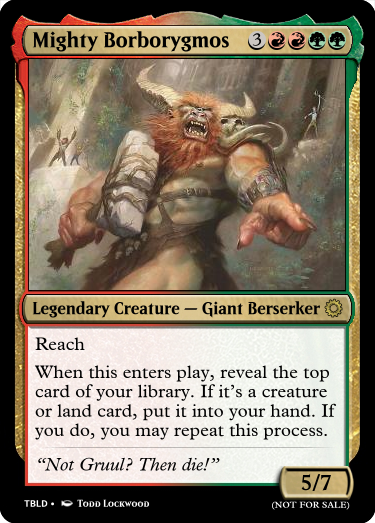 Mighty Borborygmos 3
Legendary Creature — Giant Berserker
Reach
When this enters play, reveal the top
card of your library. If it's a creature
or land card, put it into your hand. If
you do, you may repeat this process.
“Not Gruul? Then die!”
5/7
TBLD • Todd Lockwood
(NOT FOR SALE)